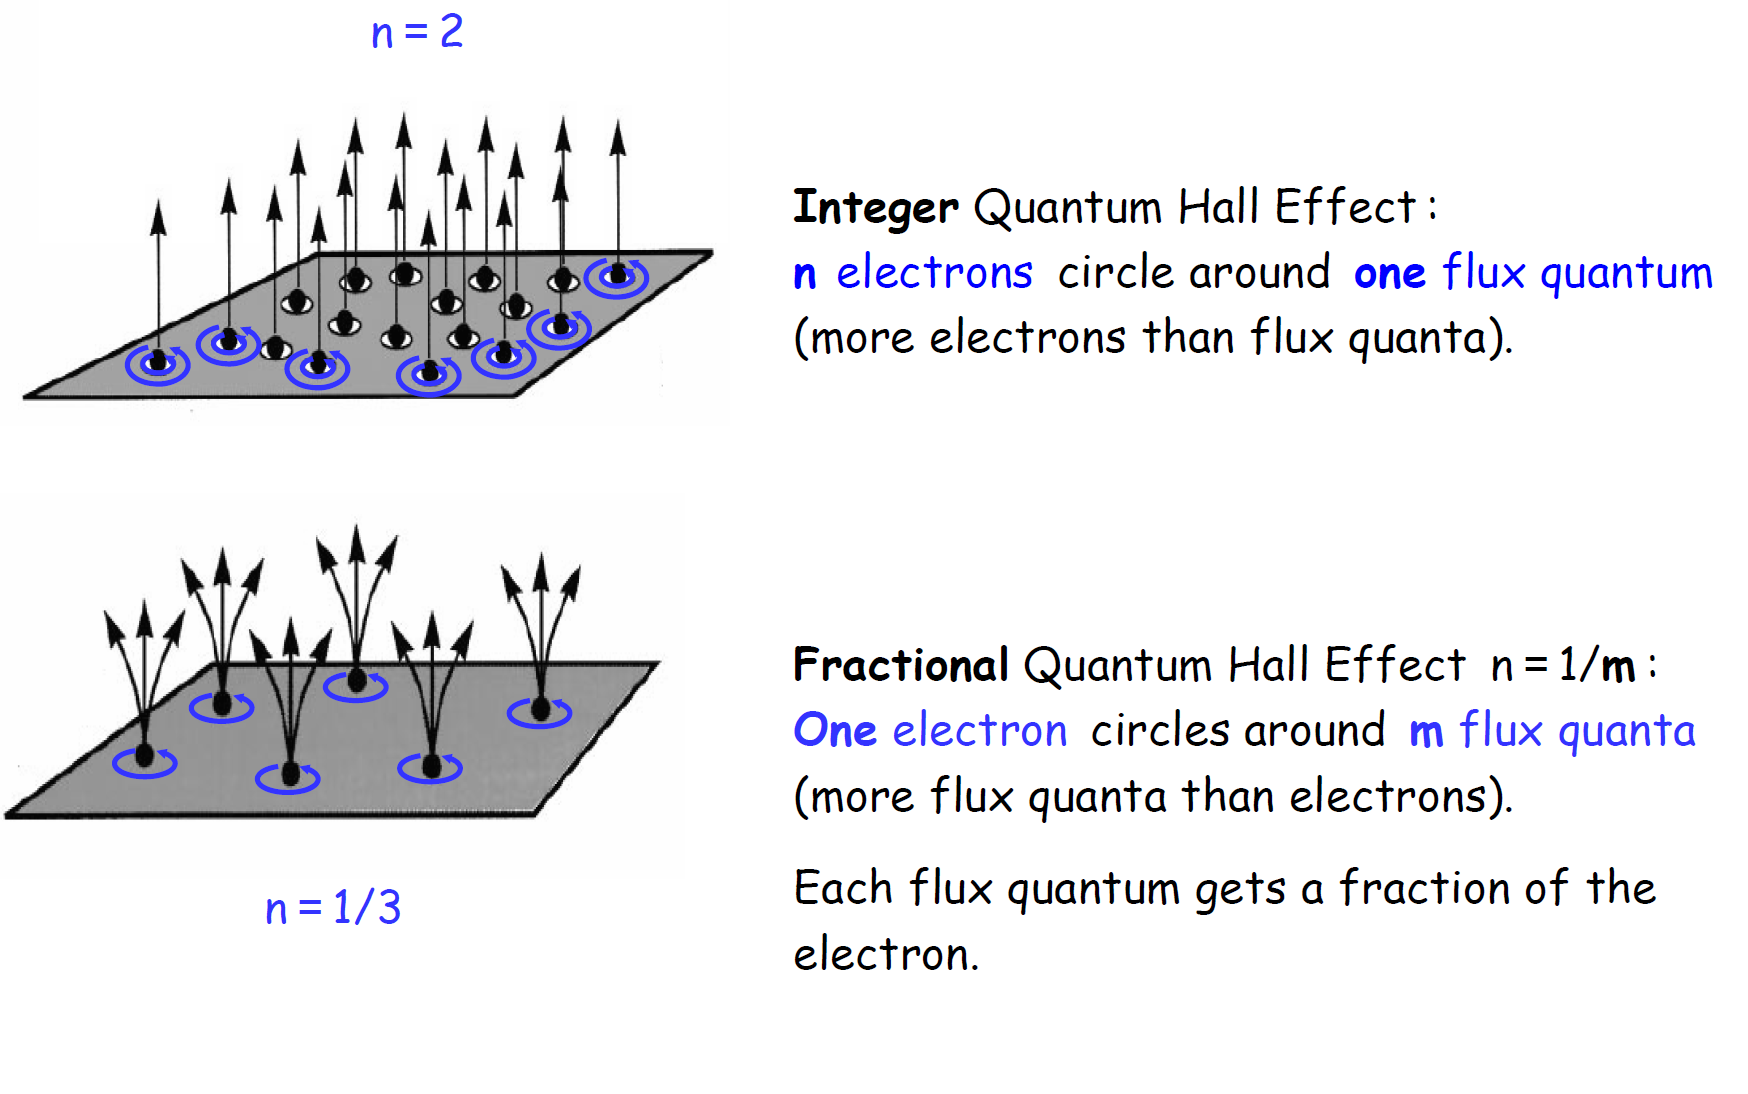 n = 2
Integer Quantum Hall Effect :
n electrons circle around one flux quantum
(more electrons than flux quanta).
Fractional Quantum Hall Effect n = 1/m :
One electron circles around m flux quanta
(more flux quanta than electrons).
Each flux quantum gets a fraction of the
electron.
n = 1/3